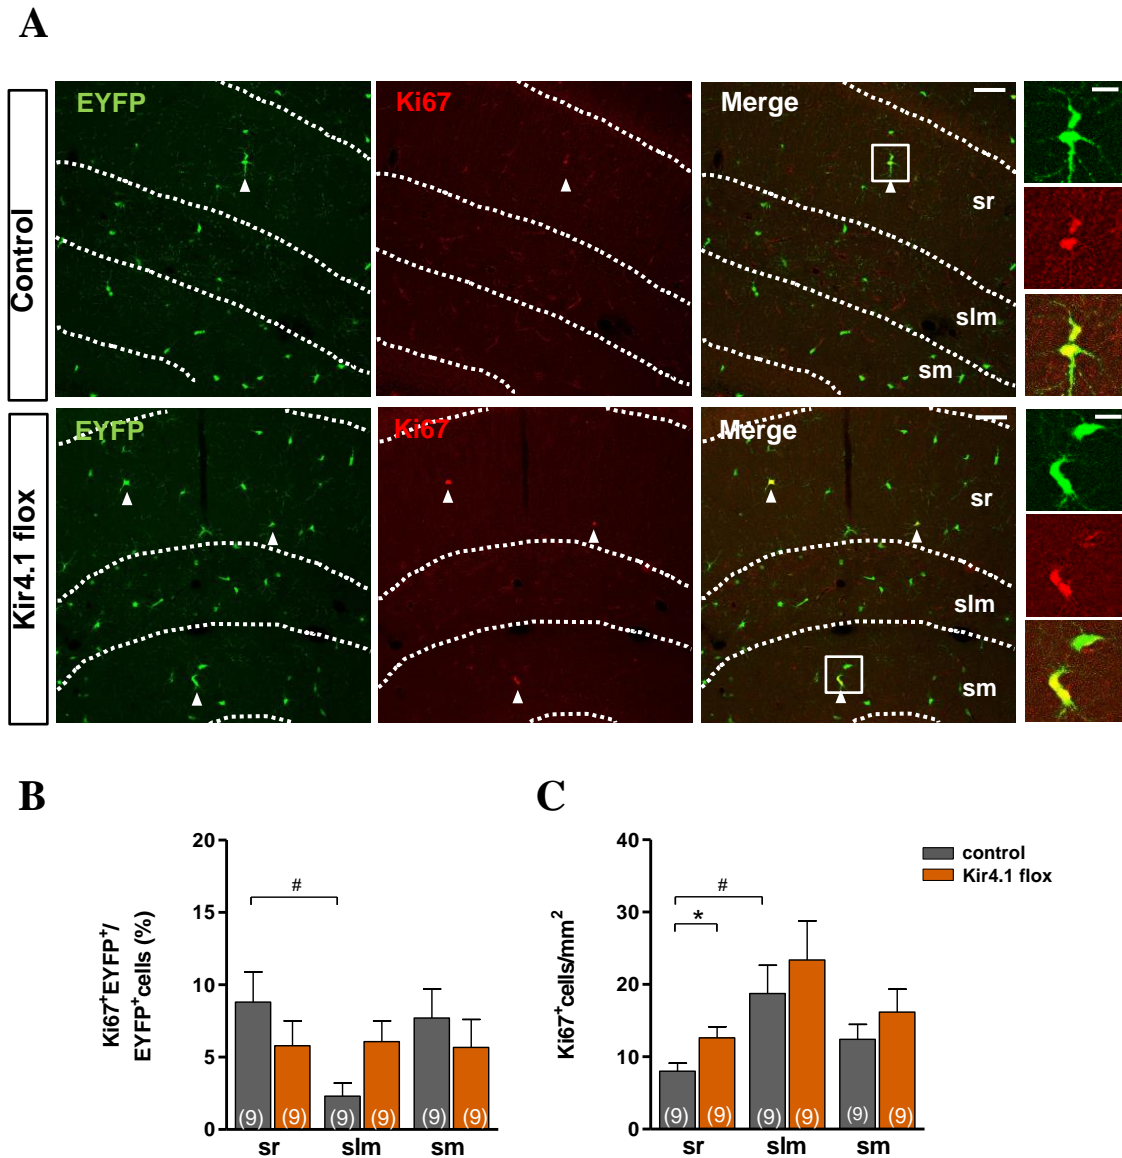 A
Control
EYFP
Ki67
Merge
sr
slm
sm
Kir4.1 flox
EYFP
Ki67
Merge
sr
slm
sm
B
Ki67⁺EYFP⁺/
EYFP⁺cells (%)
20
15
10
5
0
#
(9)
(9)
(9)
(9)
(9)
(9)
sr
slm
sm
C
Ki67⁺cells/mm²
40
30
20
10
0
#
*
(9)
(9)
(9)
(9)
(9)
(9)
sr
slm
sm
control
Kir4.1 flox